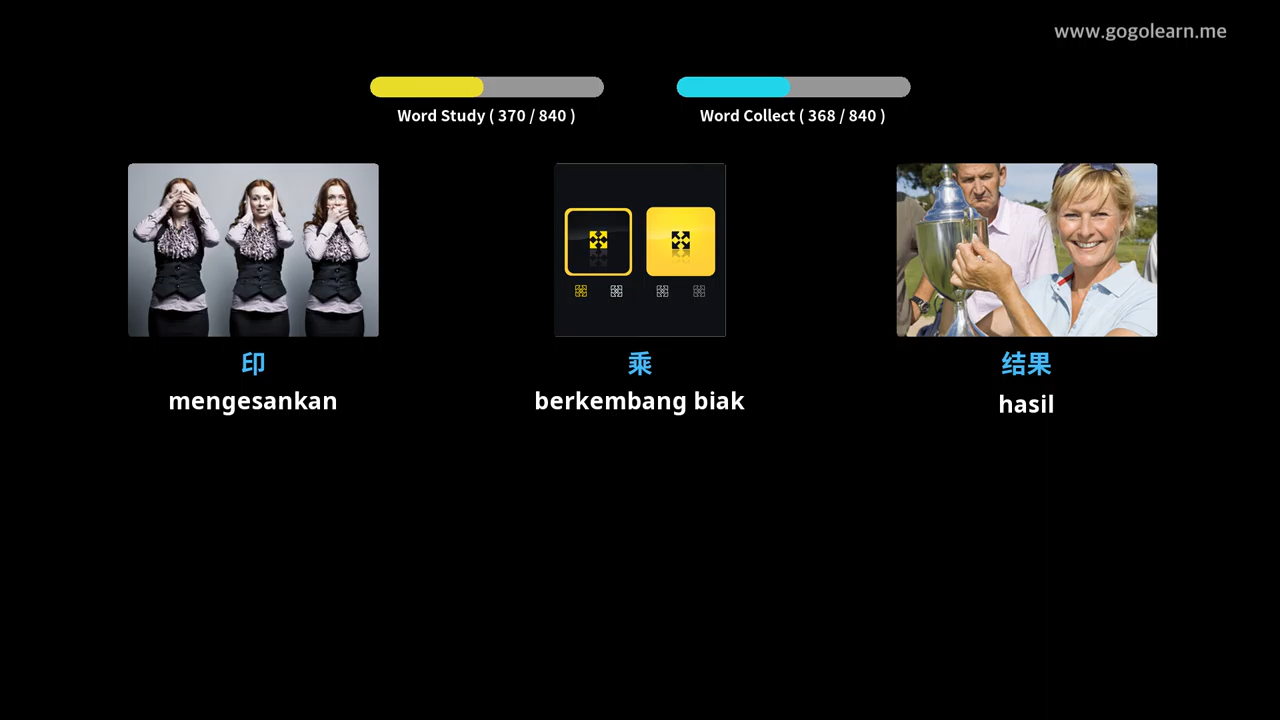 www.gogolearn.me
Word Study ( 370 / 840 )
Word Collect ( 368 / 840 )
印
乘
结果
mengesankan
berkembang biak
hasil